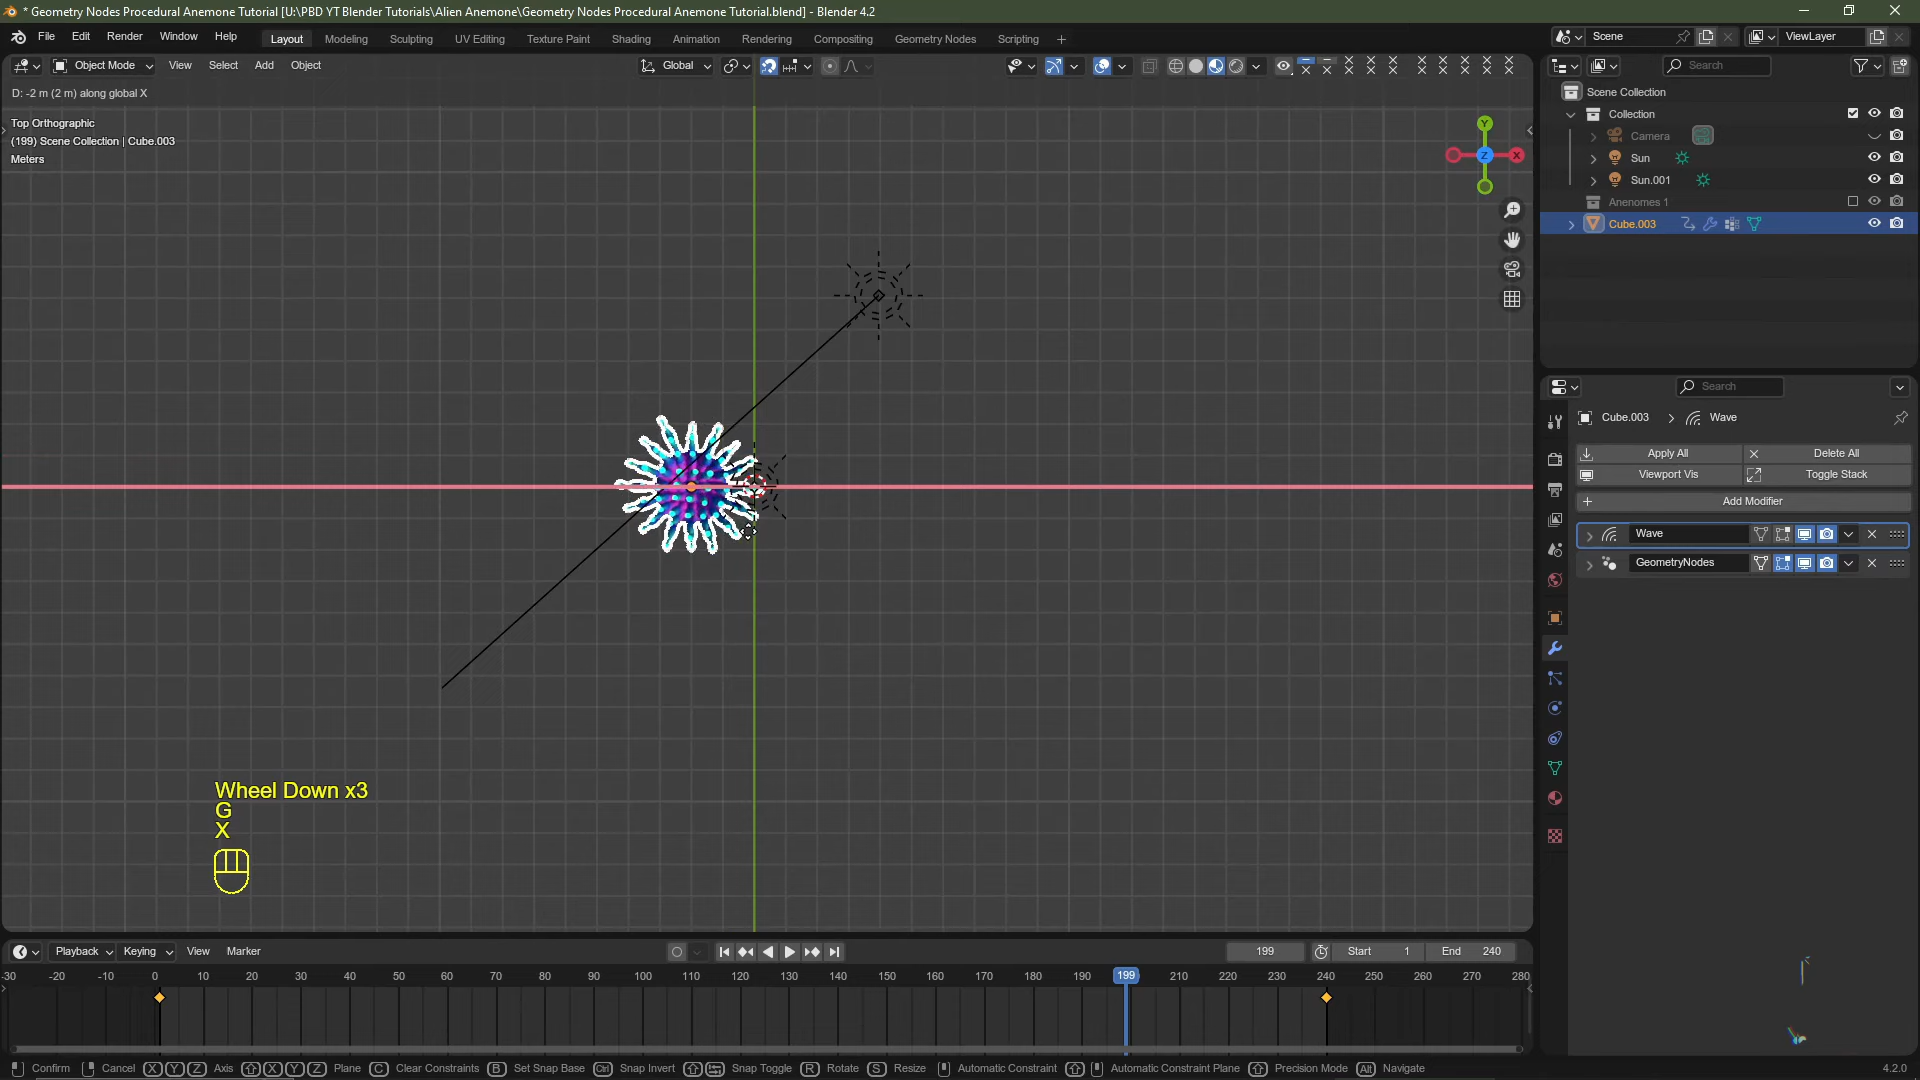 * Geometry Nodes Procedural Anemone Tutorial [U:\PBD YT Blender Tutorials\Alien Anemone\Geometry Nodes Procedural Anemone Tutorial.blend] - Blender 4.2
File Edit Render Window Help Layout Modeling Sculpting UV Editing Texture Paint Shading Animation Rendering Compositing Geometry Nodes Scripting + Scene ViewLayer
Object Mode View Select Add Object Global Search
D: -2 m (2 m) along global X
Scene Collection
Collection
Top Orthographic
(199) Scene Collection | Cube.003
Meters
Y
X
Z
Camera
Sun
Sun.001
Anenomes 1
Cube.003
Search
Cube.003 > Wave
Apply All Delete All
Viewport Vis Toggle Stack
Add Modifier
Wave
GeometryNodes
Wheel Down x3
G
X
Playback Keying View Marker 199 Start 1 End 240
-30 -20 -10 0 10 20 30 40 50 60 70 80 90 100 110 120 130 140 150 160 170 180 190 199 210 220 230 240 250 260 270 280
Confirm Cancel X Y Z Axis X Y Z Plane C Clear Constraints B Set Snap Base Ctrl Snap Invert Snap Toggle R Rotate S Resize Automatic Constraint Automatic Constraint Plane Precision Mode Alt Navigate 4.2.0